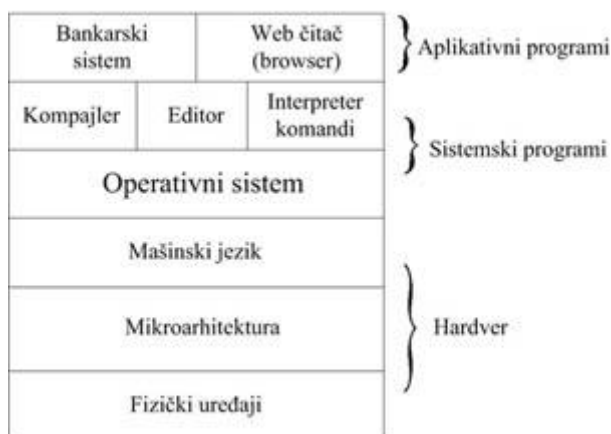 Bankarski
sistem
Web čitač
(browser)
Aplikativni programi
Kompajler
Editor
Interpreter
komandi
Sistemski programi
Operativni sistem
Mašinski jezik
Mikroarhitektura
Hardver
Fizički uređaji